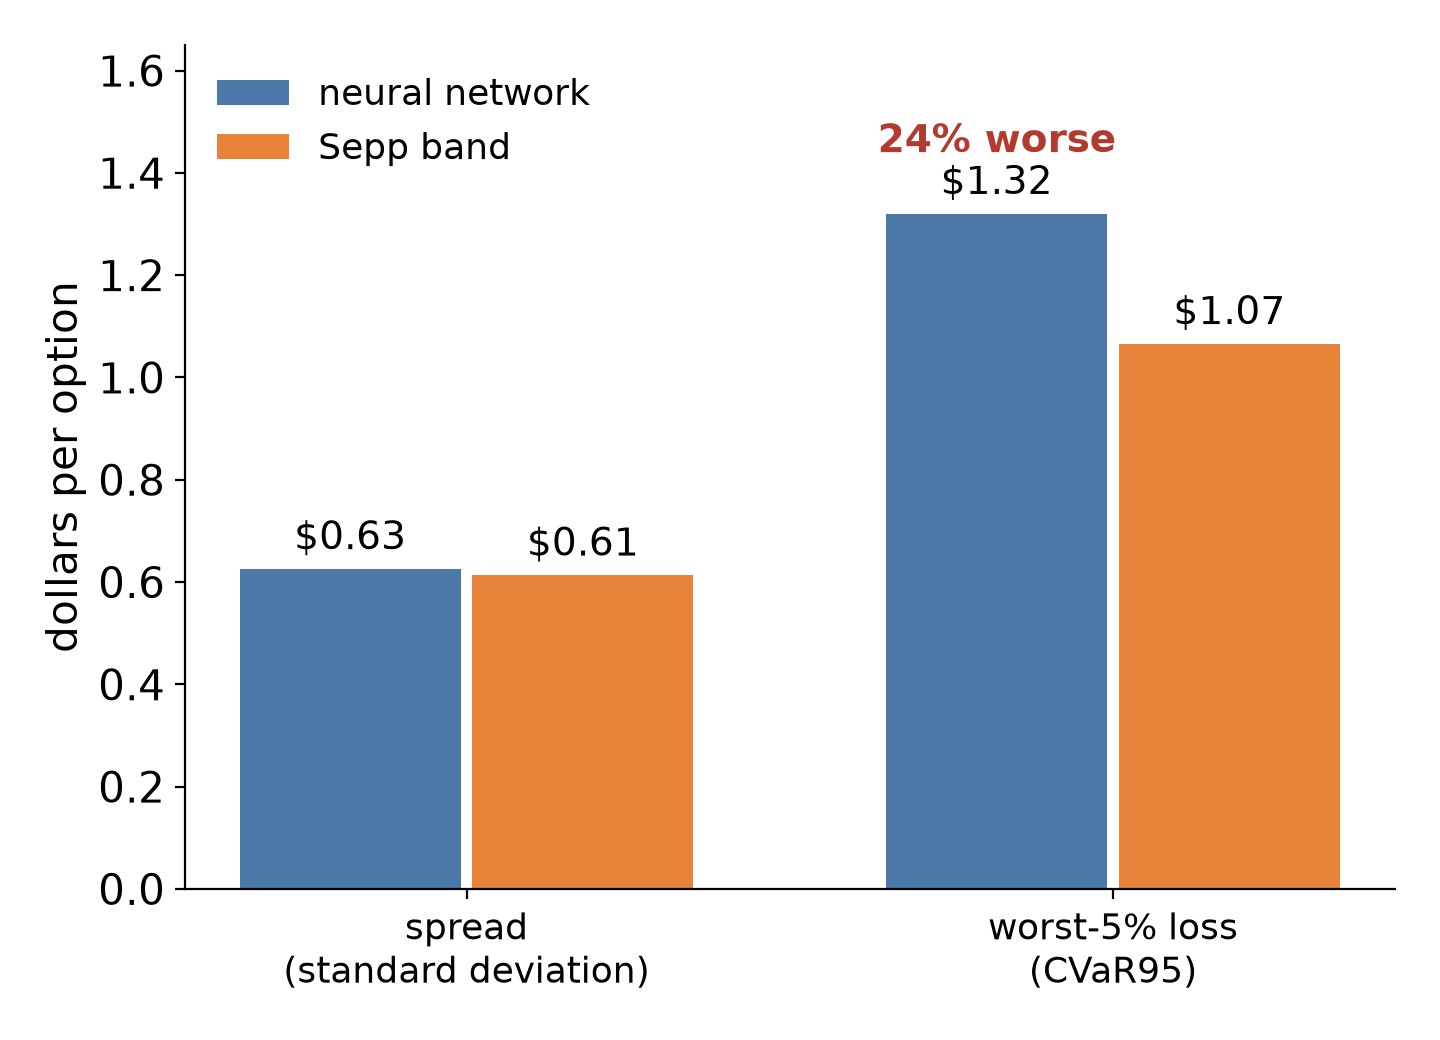 neural network
Sepp band
24% worse
$1.32
$1.07
$0.63
$0.61
dollars per option
1.6
1.4
1.2
1.0
0.8
0.6
0.4
0.2
0.0
spread
(standard deviation)
worst-5% loss
(CVaR95)